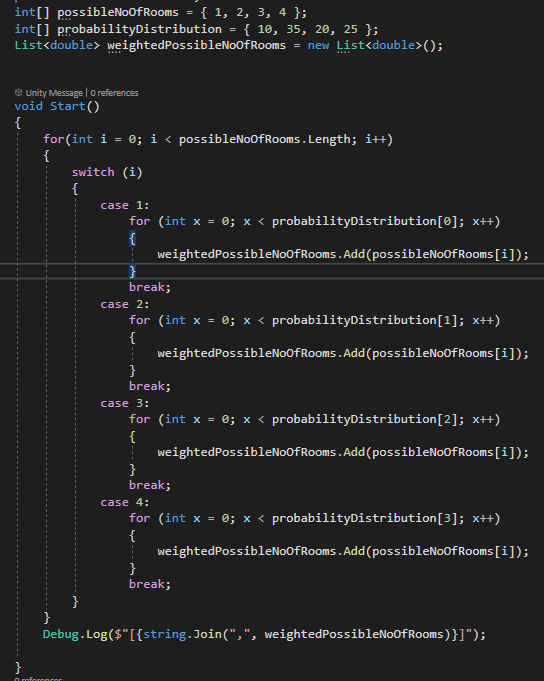 int[] possibleNoOfRooms = { 1, 2, 3, 4 };
int[] probabilityDistribution = { 10, 35, 20, 25 };
List<double> weightedPossibleNoOfRooms = new List<double>();
Unity Message | 0 references
void Start()
{
for(int i = 0; i < possibleNoOfRooms.Length; i++)
{
switch (i)
{
case 1:
for (int x = 0; x < probabilityDistribution[0]; x++)
{
weightedPossibleNoOfRooms.Add(possibleNoOfRooms[i]);
}
break;
case 2:
for (int x = 0; x < probabilityDistribution[1]; x++)
{
weightedPossibleNoOfRooms.Add(possibleNoOfRooms[i]);
}
break;
case 3:
for (int x = 0; x < probabilityDistribution[2]; x++)
{
weightedPossibleNoOfRooms.Add(possibleNoOfRooms[i]);
}
break;
case 4:
for (int x = 0; x < probabilityDistribution[3]; x++)
{
weightedPossibleNoOfRooms.Add(possibleNoOfRooms[i]);
}
break;
}
}
Debug.Log($"[{string.Join(",", weightedPossibleNoOfRooms)}]");
}
0 references